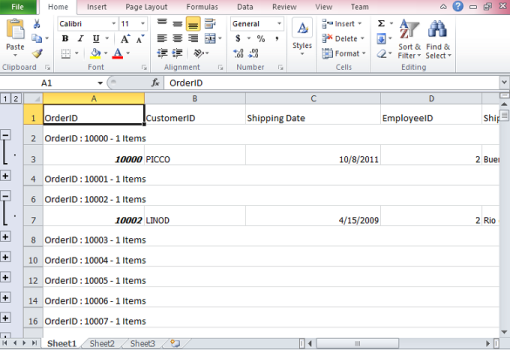 File Home Insert Page Layout Formulas Data Review View Team
Calibri 11 General Insert Σ
Paste B I U A A $ % , Styles Delete Sort & Find &
Format Filter Select
Clipboard Font Alignment Number Cells Editing
A1 fx OrderID
1 2 A B C D
1 OrderID CustomerID Shipping Date EmployeeID Ship
2 OrderID : 10000 - 1 Items
3 10000 PICCO 10/8/2011 2 Buen
4 OrderID : 10001 - 1 Items
6 OrderID : 10002 - 1 Items
7 10002 LINOD 4/15/2009 2 Rio
8 OrderID : 10003 - 1 Items
10 OrderID : 10004 - 1 Items
12 OrderID : 10005 - 1 Items
14 OrderID : 10006 - 1 Items
16 OrderID : 10007 - 1 Items
Sheet1 Sheet2 Sheet3